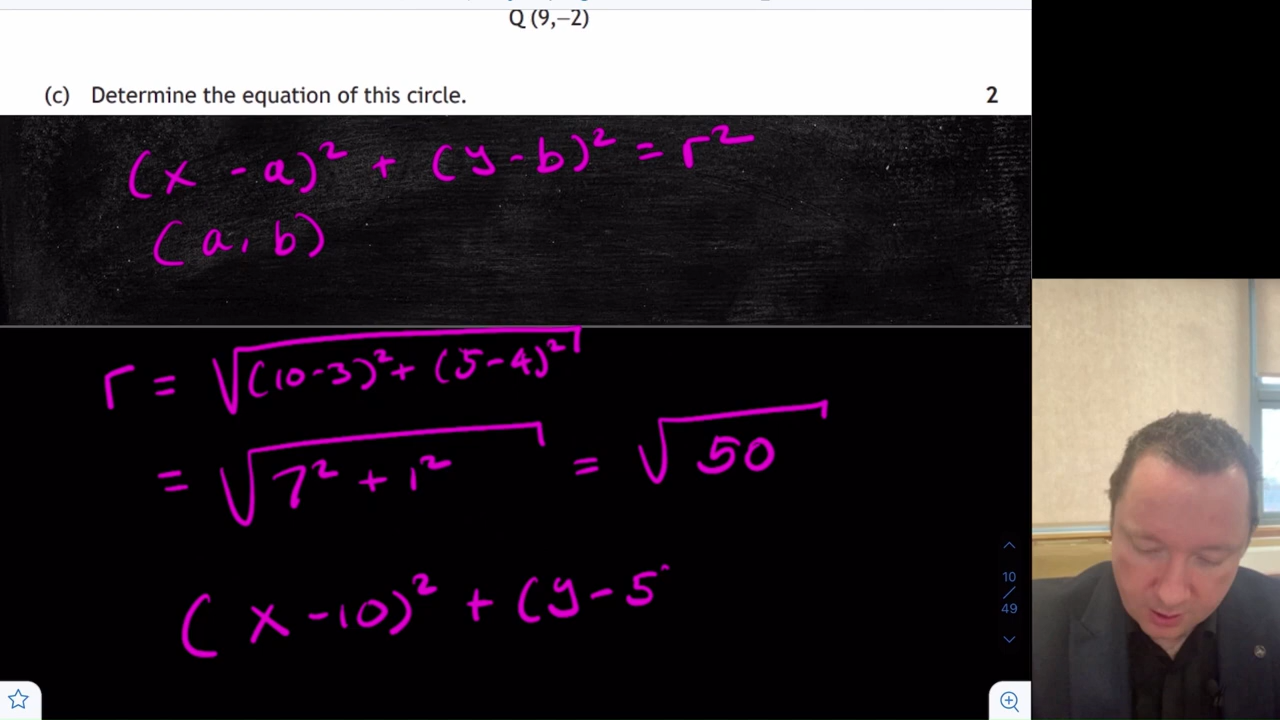 Q (9,–2)
(c) Determine the equation of this circle. 2
(x - a)² + (y - b)² = r²
(a, b)
r = √(10-3)² + (5-4)²
= √7² + 1² = √50
(x - 10)² + (y - 5
10
/
49